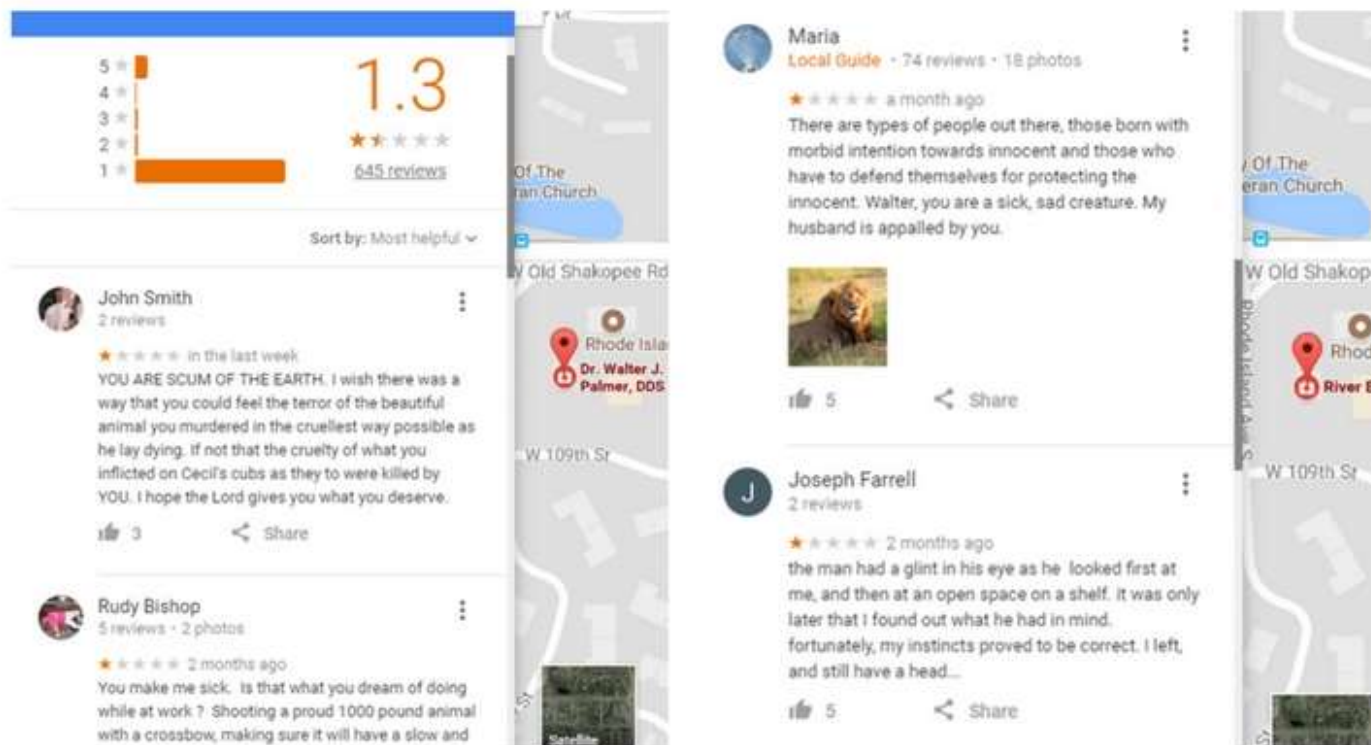 5
4
3
2
1
1.3
645 reviews
Sort by: Most helpful
John Smith
2 reviews
in the last week
YOU ARE SCUM OF THE EARTH. I wish there was a
way that you could feel the terror of the beautiful
animal you murdered in the cruellest way possible as
he lay dying. If not that the cruelty of what you
inflicted on Cecil's cubs as they to were killed by
YOU. I hope the Lord gives you what you deserve.
3 Share
Rudy Bishop
5 reviews • 2 photos
2 months ago
You make me sick. Is that what you dream of doing
while at work ? Shooting a proud 1000 pound animal
with a crossbow, making sure it will have a slow and
Of The
ran Church
W Old Shakopee Rd
Rhode Isla
Dr. Walter J.
Palmer, DDS
W 109th St
Satellite
Maria
Local Guide • 74 reviews • 18 photos
a month ago
There are types of people out there, those born with
morbid intention towards innocent and those who
have to defend themselves for protecting the
innocent. Walter, you are a sick, sad creature. My
husband is appalled by you.
5 Share
Joseph Farrell
2 reviews
2 months ago
the man had a glint in his eye as he looked first at
me, and then at an open space on a shelf. it was only
later that I found out what he had in mind.
fortunately, my instincts proved to be correct. I left,
and still have a head...
5 Share
y Of The
eran Church
W Old Shakop
Rhode Island Ave S
Rhod
River B
W 109th St